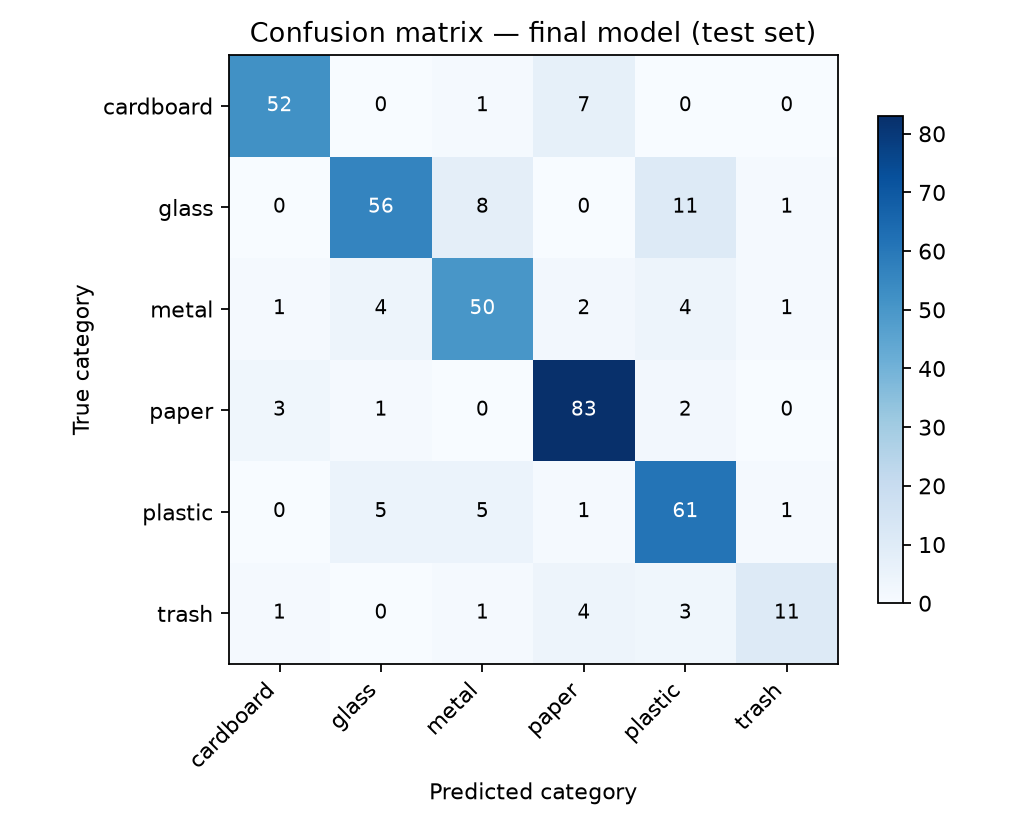 Confusion matrix — final model (test set)
cardboard 52 0 1 7 0 0
glass 0 56 8 0 11 1
metal 1 4 50 2 4 1
paper 3 1 0 83 2 0
plastic 0 5 5 1 61 1
trash 1 0 1 4 3 11
cardboard glass metal paper plastic trash
Predicted category
True category
80
70
60
50
40
30
20
10
0